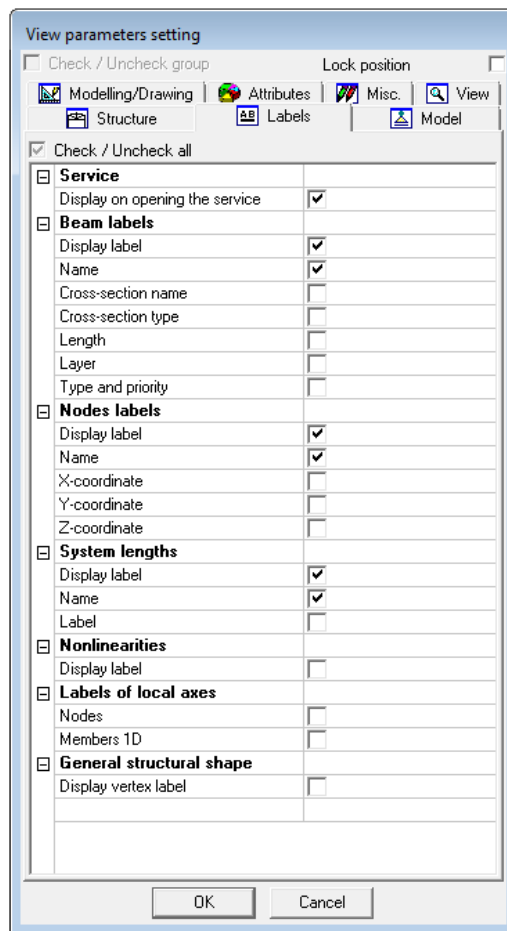 View parameters setting
Check / Uncheck group Lock position
Modelling/Drawing Attributes Misc. View
Structure Labels Model
Check / Uncheck all
Service
Display on opening the service
Beam labels
Display label
Name
Cross-section name
Cross-section type
Length
Layer
Type and priority
Nodes labels
Display label
Name
X-coordinate
Y-coordinate
Z-coordinate
System lengths
Display label
Name
Label
Nonlinearities
Display label
Labels of local axes
Nodes
Members 1D
General structural shape
Display vertex label
OK Cancel